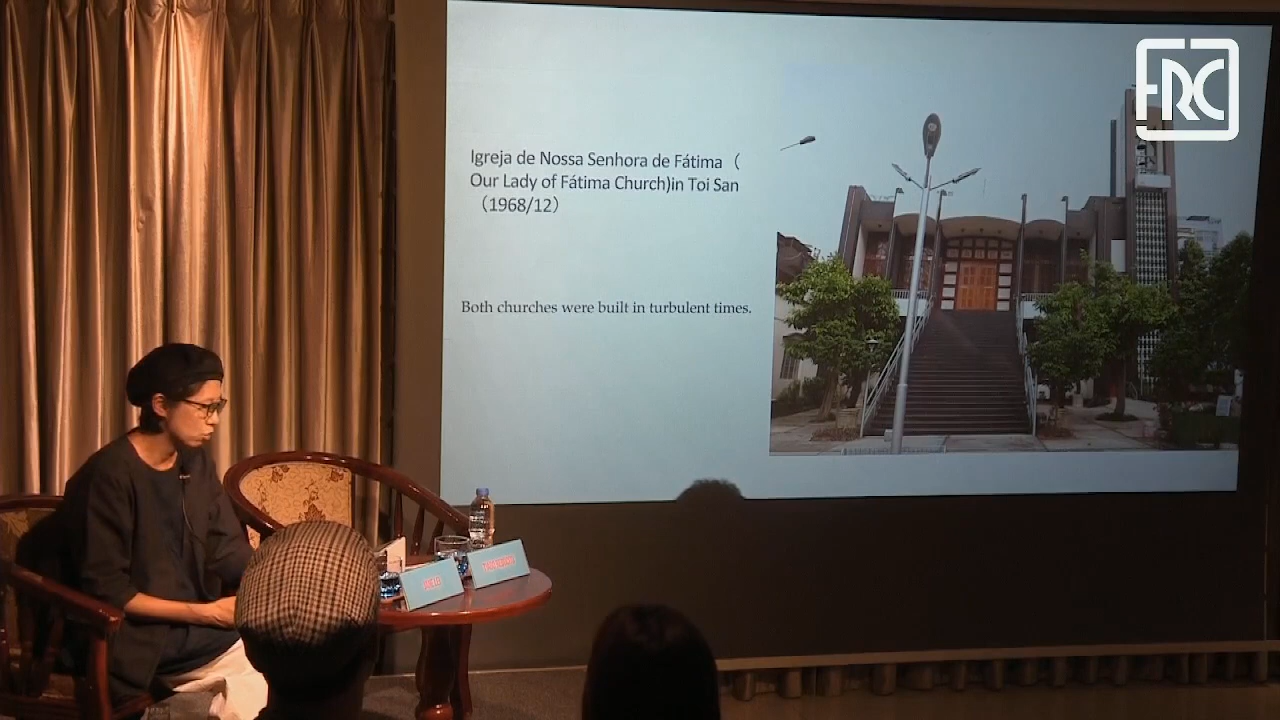 FRC
Igreja de Nossa Senhora de Fátima（
Our Lady of Fátima Church)in Toi San
（1968/12）
Both churches were built in turbulent times.